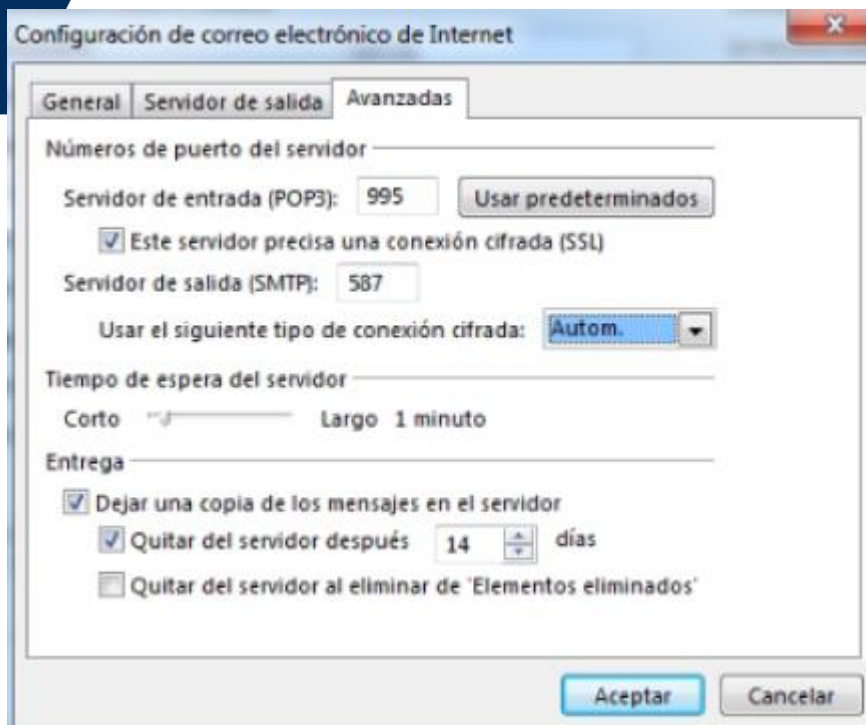 Configuración de correo electrónico de Internet
General Servidor de salida Avanzadas
Números de puerto del servidor
Servidor de entrada (POP3): 995 Usar predeterminados
Este servidor precisa una conexión cifrada (SSL)
Servidor de salida (SMTP): 587
Usar el siguiente tipo de conexión cifrada: Autom.
Tiempo de espera del servidor
Corto Largo 1 minuto
Entrega
Dejar una copia de los mensajes en el servidor
Quitar del servidor después 14 días
Quitar del servidor al eliminar de 'Elementos eliminados'
Aceptar Cancelar